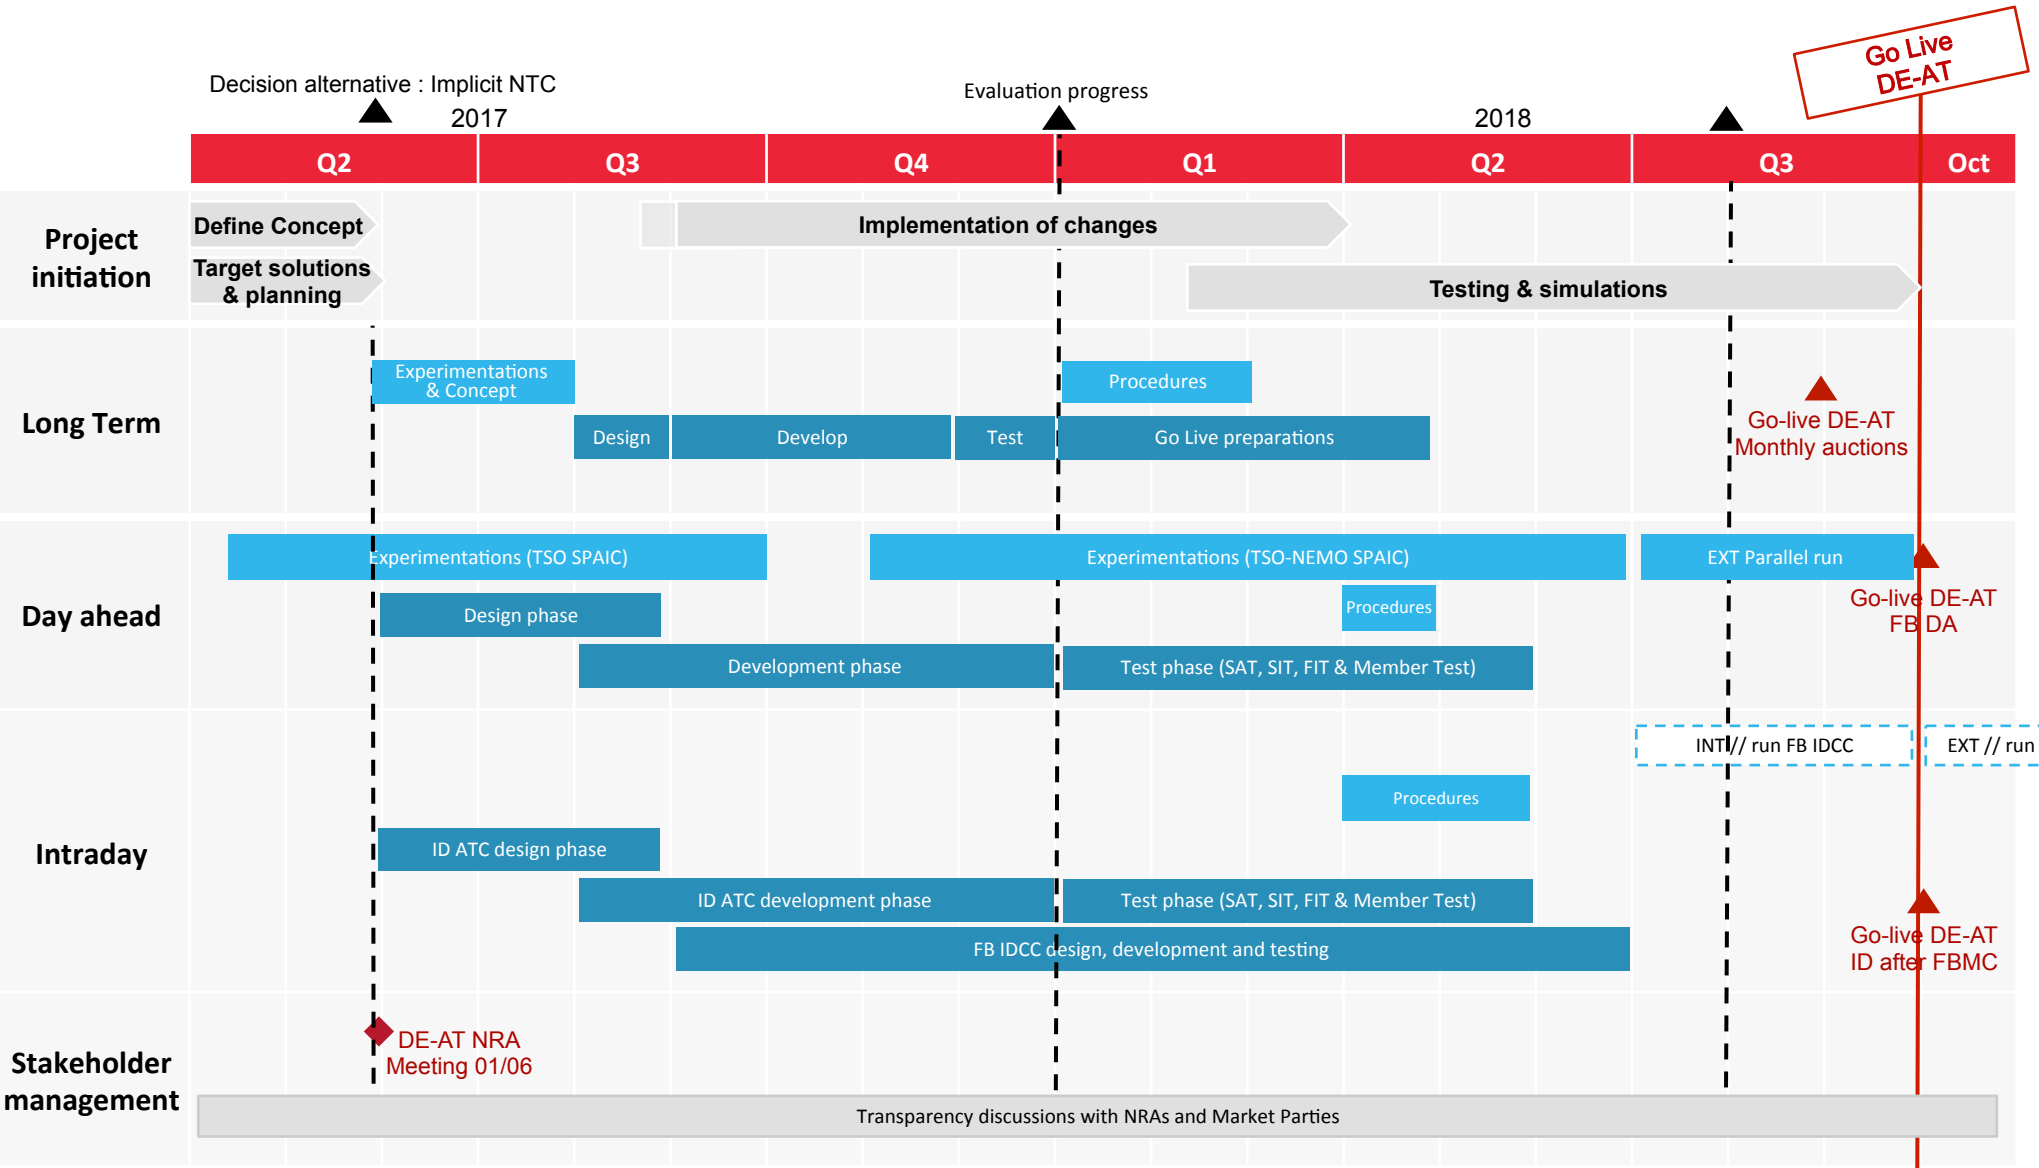 Go Live
DE-AT
Decision alternative : Implicit NTC
Evaluation progress
2017
2018
Q2
Q3
Q4
Q1
Q2
Q3
Oct
Project
initiation
Define Concept
Implementation of changes
Target solutions
& planning
Testing & simulations
Long Term
Experimentations
& Concept
Procedures
Design
Develop
Test
Go Live preparations
Go-live DE-AT
Monthly auctions
Day ahead
Experimentations (TSO SPAIC)
Experimentations (TSO-NEMO SPAIC)
EXT Parallel run
Design phase
Procedures
Go-live DE-AT
FB DA
Development phase
Test phase (SAT, SIT, FIT & Member Test)
Intraday
INT // run FB IDCC
EXT // run
Procedures
ID ATC design phase
ID ATC development phase
Test phase (SAT, SIT, FIT & Member Test)
FB IDCC design, development and testing
Go-live DE-AT
ID after FBMC
Stakeholder
management
DE-AT NRA
Meeting 01/06
Transparency discussions with NRAs and Market Parties